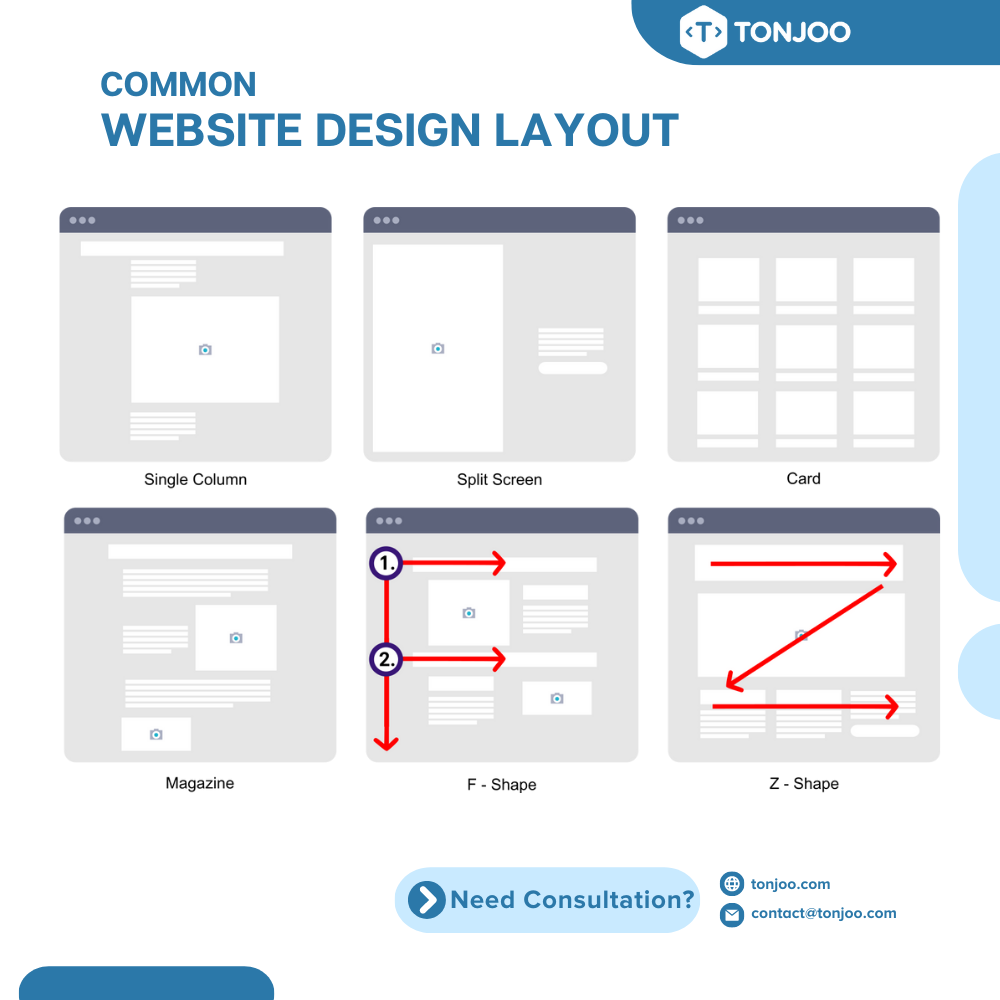 <T> TONJOO
COMMON
WEBSITE DESIGN LAYOUT
Single Column
Split Screen
Card
1.
2.
Magazine
F - Shape
Z - Shape
Need Consultation?
tonjoo.com
contact@tonjoo.com